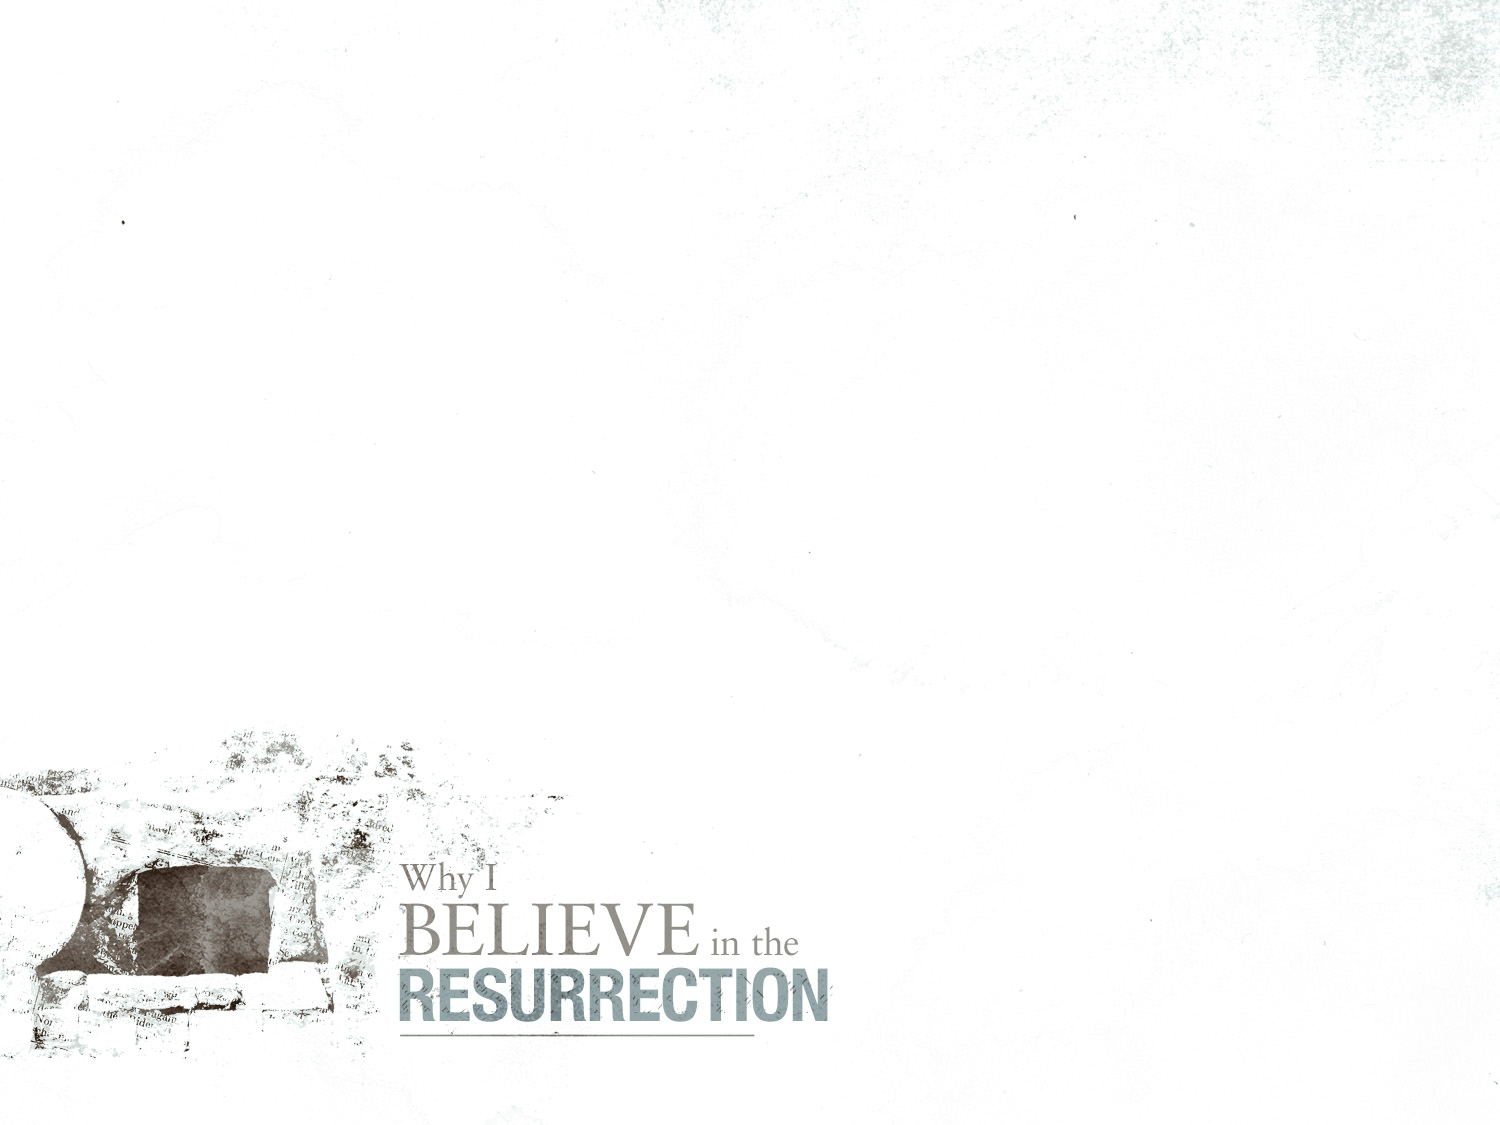 Why I
BELIEVE in the
RESURRECTION